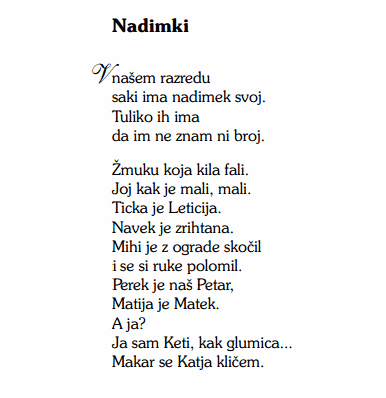 Nadimki
V našem razredu
saki ima nadimek svoj.
Tuliko ih ima
da im ne znam ni broj.
Žmuku koja kila fali.
Joj kak je mali, mali.
Ticka je Leticija.
Navek je zrihtana.
Mihi je z ograde skočil
i se si ruke polomil.
Perek je naš Petar,
Matija je Matek.
A ja?
Ja sam Keti, kak glumica...
Makar se Katja kličem.